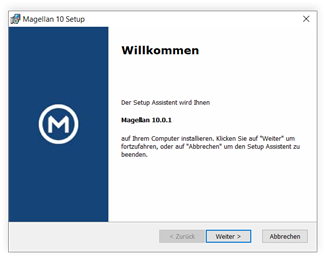 Magellan 10 Setup
Willkommen
Der Setup Assistent wird Ihnen
Magellan 10.0.1
auf Ihrem Computer installieren. Klicken Sie auf "Weiter" um
fortzufahren, oder auf "Abbrechen" um den Setup Assistent zu
beenden.
M
< Zurück Weiter > Abbrechen